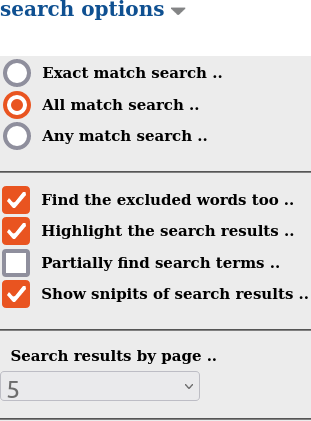 search options
Exact match search ..
All match search ..
Any match search ..
Find the excluded words too ..
Highlight the search results ..
Partially find search terms ..
Show snipits of search results ..
Search results by page ..
5